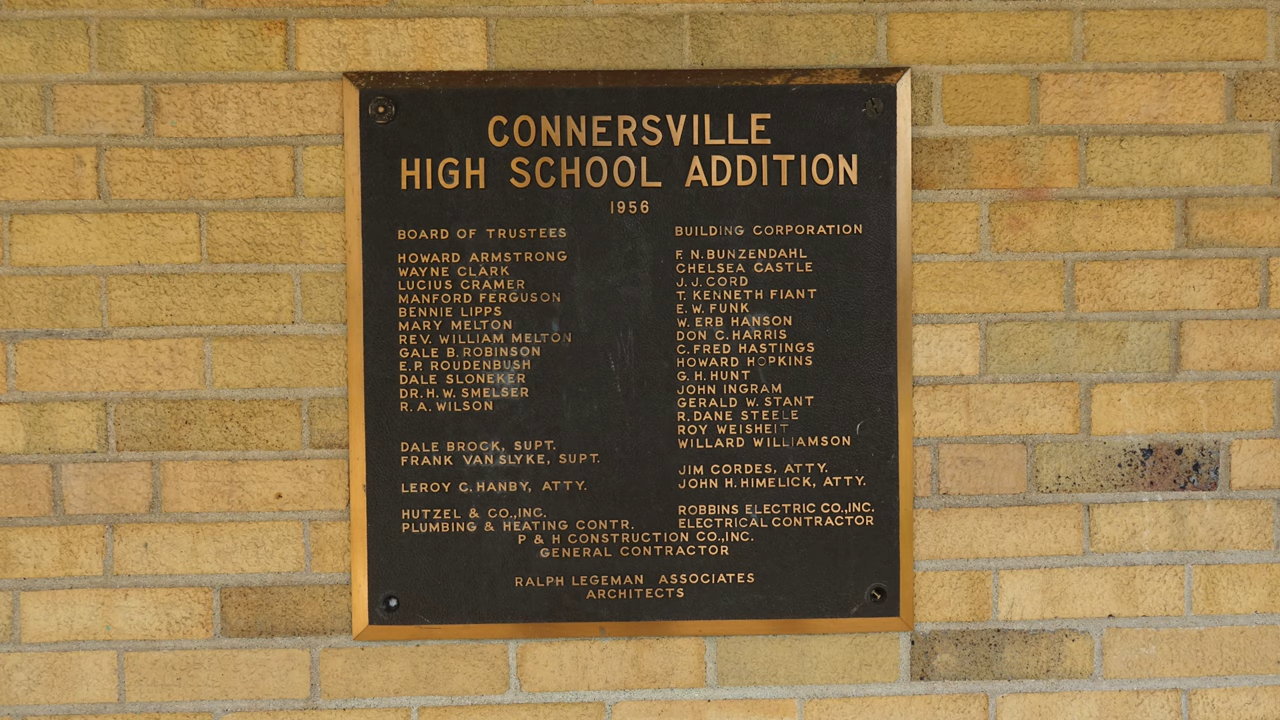 CONNERSVILLE
HIGH SCHOOL ADDITION
1956
BOARD OF TRUSTEES
HOWARD ARMSTRONG
WAYNE CLARK
LUCIUS CRAMER
MANFORD FERGUSON
BENNIE LIPPS
MARY MELTON
REV. WILLIAM MELTON
GALE B. ROBINSON
E.P. ROUDENBUSH
DALE SLONEKER
DR. H. W. SMELSER
R. A. WILSON
DALE BROCK, SUPT.
FRANK VAN SLYKE, SUPT.
LEROY C. HANBY, ATTY.
HUTZEL & CO., INC.
PLUMBING & HEATING CONTR.
BUILDING CORPORATION
F. N. BUNZENDAHL
CHELSEA CASTLE
J. J. CORD
T. KENNETH FIANT
E. W. FUNK
W. ERB HANSON
DON C. HARRIS
C. FRED HASTINGS
HOWARD HOPKINS
G. H. HUNT
JOHN INGRAM
GERALD W. STANT
R. DANE STEELE
ROY WEISHEIT
WILLARD WILLIAMSON
JIM CORDES, ATTY.
JOHN H. HIMELICK, ATTY.
ROBBINS ELECTRIC CO., INC.
ELECTRICAL CONTRACTOR
P & H CONSTRUCTION CO., INC.
GENERAL CONTRACTOR
RALPH LEGEMAN ASSOCIATES
ARCHITECTS